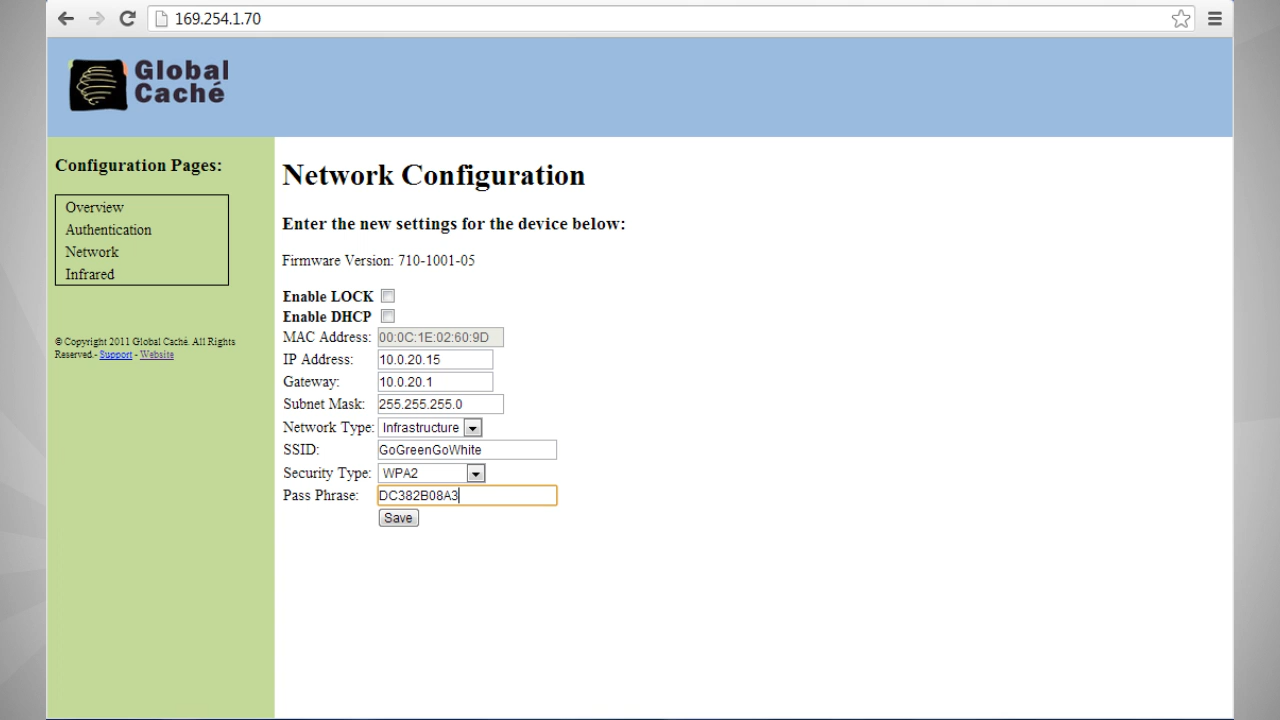 169.254.1.70
Global
Caché
Configuration Pages:
Overview
Authentication
Network
Infrared
© Copyright 2011 Global Caché. All Rights
Reserved.- Support - Website
Network Configuration
Enter the new settings for the device below:
Firmware Version: 710-1001-05
Enable LOCK
Enable DHCP
MAC Address: 00:0C:1E:02:60:9D
IP Address: 10.0.20.15
Gateway: 10.0.20.1
Subnet Mask: 255.255.255.0
Network Type: Infrastructure
SSID: GoGreenGoWhite
Security Type: WPA2
Pass Phrase: DC382B08A3
Save